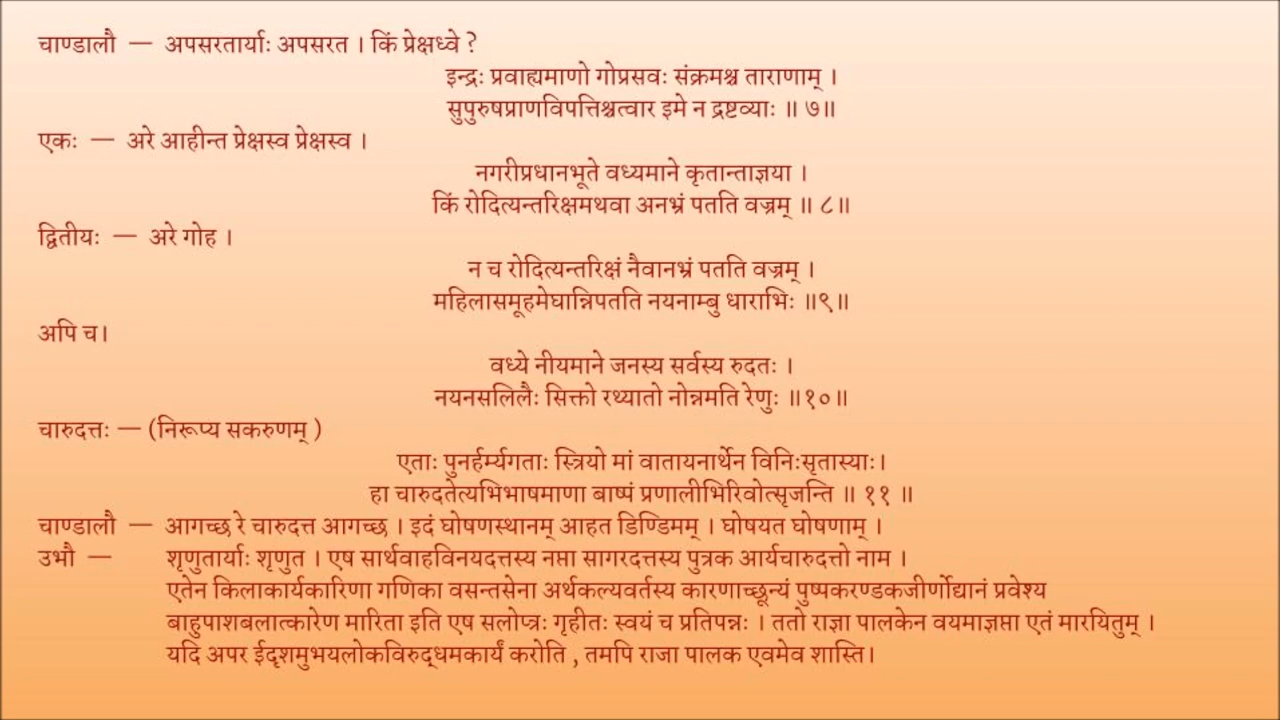 चाण्डालौ — अपसरतार्याः अपसरत । किं प्रेक्षध्वे ?
इन्द्रः प्रवाह्यमाणो गोप्रसवः संक्रमश्च ताराणाम् ।
सुपुरुषप्राणविपत्तिश्चत्वार इमे न द्रष्टव्याः ॥ ७॥
एकः — अरे आहीन्त प्रेक्षस्व प्रेक्षस्व ।
नगरीप्रधानभूते वध्यमाने कृतान्ताज्ञया ।
किं रोदित्यन्तरिक्षमथवा अनभ्रं पतति वज्रम् ॥ ८॥
द्वितीयः — अरे गोह ।
न च रोदित्यन्तरिक्षं नैवानभ्रं पतति वज्रम् ।
महिलासमूहमेघान्निपतति नयनाम्बु धाराभिः ॥९॥
अपि च।
वध्ये नीयमाने जनस्य सर्वस्य रुदतः ।
नयनसलिलैः सिक्तो रथ्यातो नोन्नमति रेणुः ॥१०॥
चारुदत्तः — (निरूप्य सकरुणम् )
एताः पुनर्हर्म्यगताः स्त्रियो मां वातायनार्थेन विनिःसृतास्याः।
हा चारुदतेत्यभिभाषमाणा बाष्पं प्रणालीभिरिवोत्सृजन्ति ॥ ११ ॥
चाण्डालौ — आगच्छ रे चारुदत्त आगच्छ । इदं घोषणस्थानम् आहत डिण्डिमम् । घोषयत घोषणाम् ।
उभौ — शृणुतार्याः शृणुत । एष सार्थवाहविनयदत्तस्य नप्ता सागरदत्तस्य पुत्रक आर्यचारुदत्तो नाम ।
एतेन किलाकार्यकारिणा गणिका वसन्तसेना अर्थकल्यवर्तस्य कारणाच्छून्यं पुष्पकरण्डकजीर्णोद्यानं प्रवेश्य
बाहुपाशबलात्कारेण मारिता इति एष सलोप्त्रः गृहीतः स्वयं च प्रतिपन्नः । ततो राज्ञा पालकेन वयमाज्ञप्ता एतं मारयितुम् ।
यदि अपर ईदृशमुभयलोकविरुद्धमकार्यं करोति , तमपि राजा पालक एवमेव शास्ति।